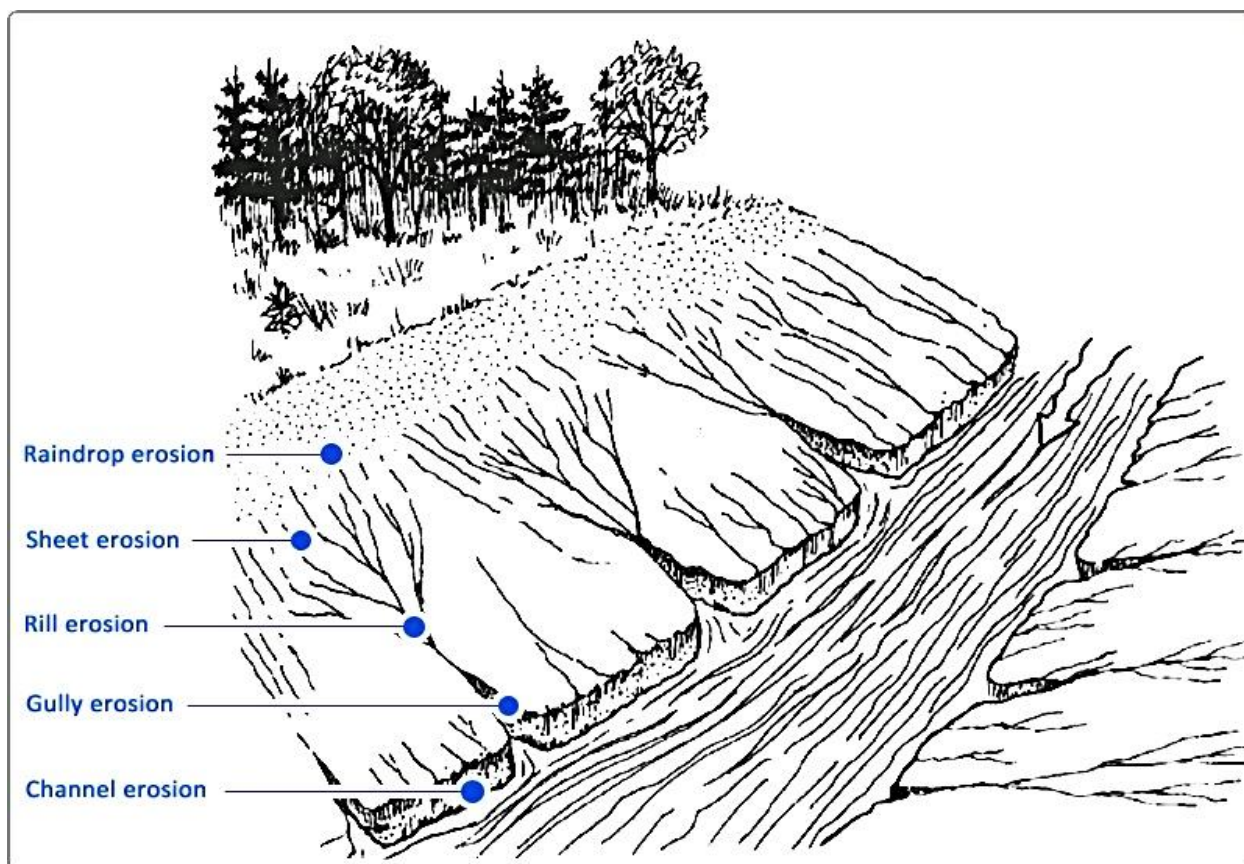 Raindrop erosion
Sheet erosion
Rill erosion
Gully erosion
Channel erosion